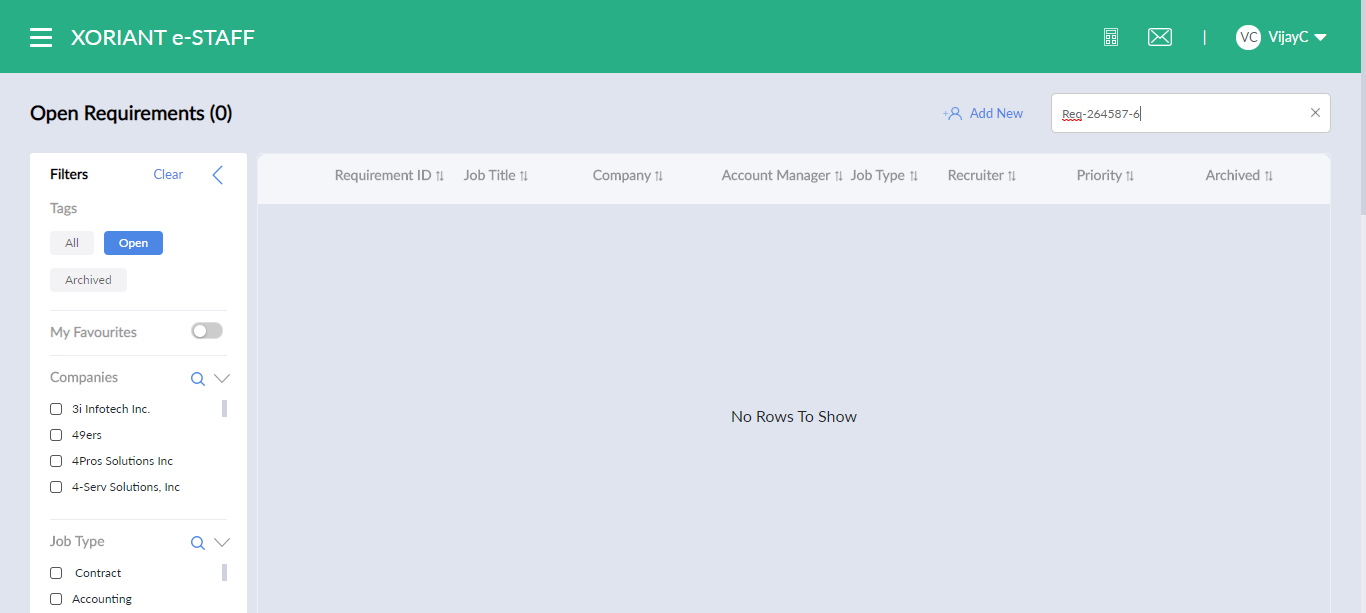 XORIANT e-STAFF
VC VijayC
Open Requirements (0)
Add New
Req-264587-6
Filters
Clear
Requirement ID
Job Title
Company
Account Manager
Job Type
Recruiter
Priority
Archived
Tags
All
Open
Archived
My Favourites
Companies
3i Infotech Inc.
49ers
4Pros Solutions Inc
4-Serv Solutions, Inc
No Rows To Show
Job Type
Contract
Accounting